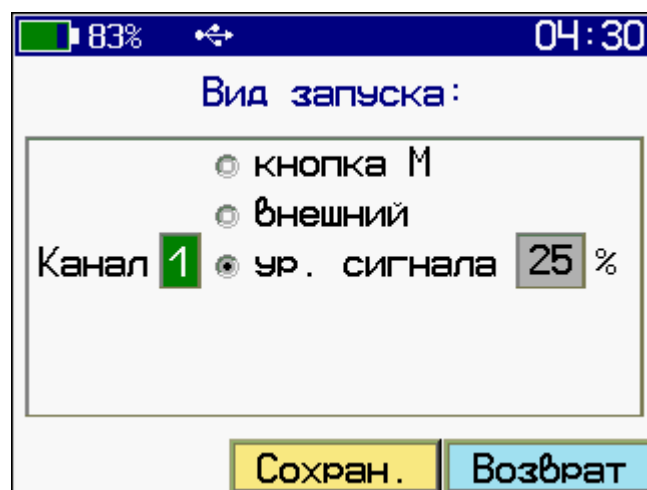 83% 04:30
Вид запуска:
кнопка М
внешний
Канал 1 ур. сигнала 25 %
Сохран. Возврат